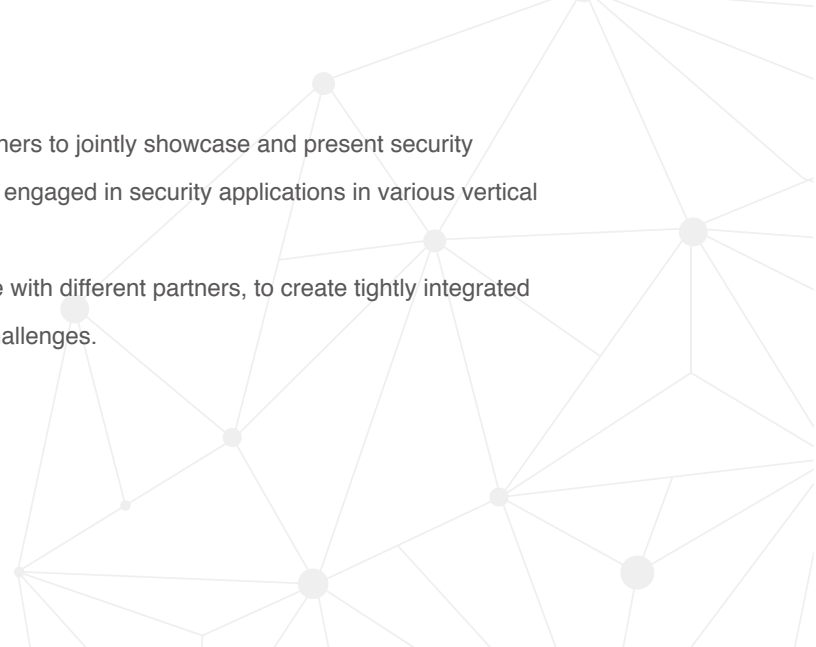 ners to jointly showcase and present security
engaged in security applications in various vertical
with different partners, to create tightly integrated
allenges.